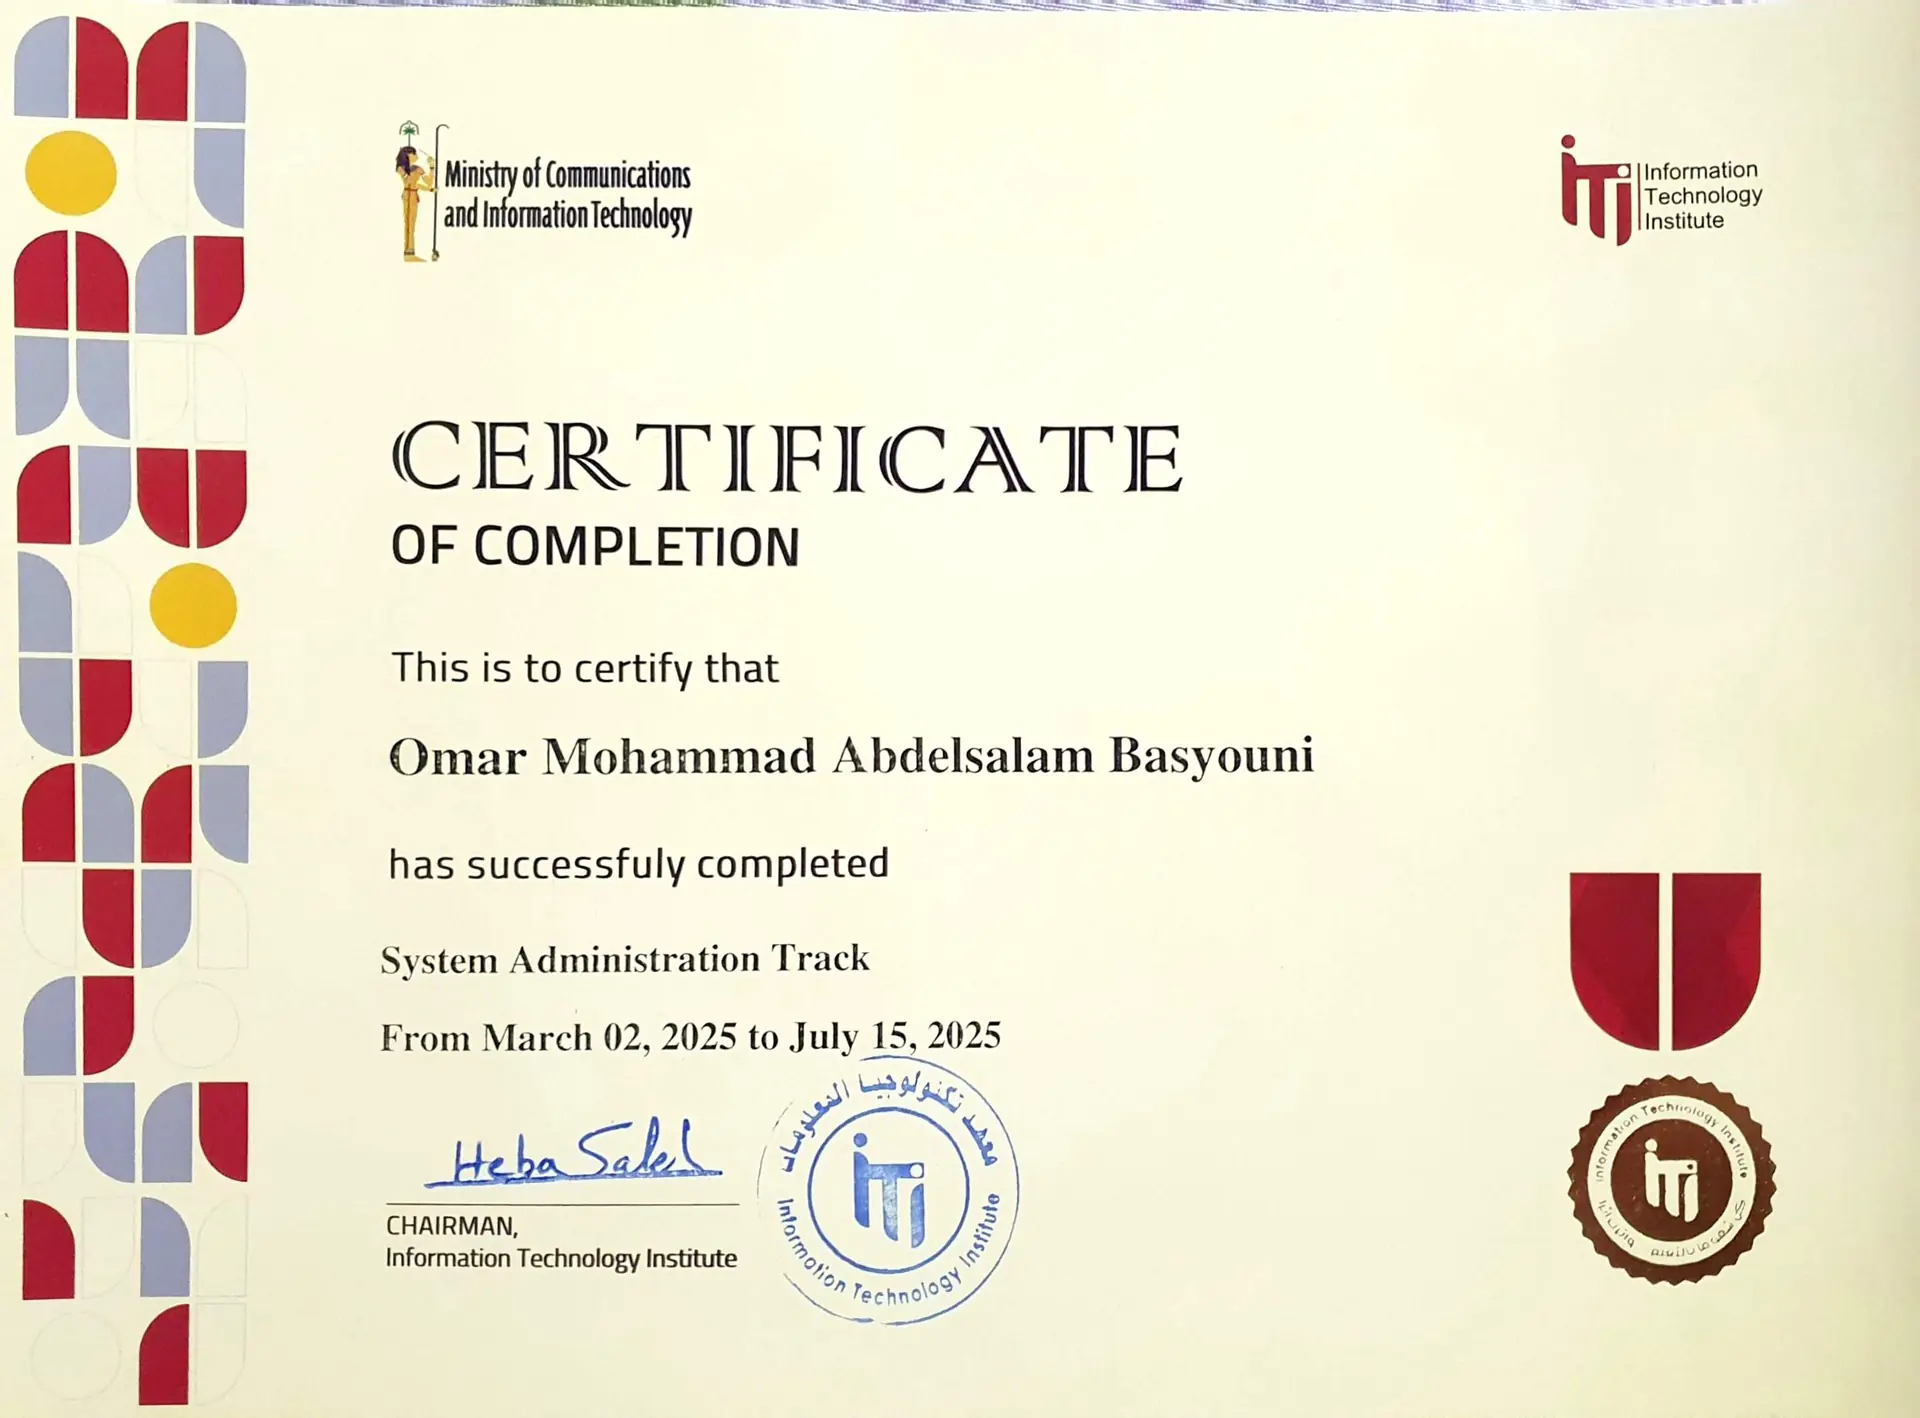 Ministry of Communications
and Information Technology
iTi
Information
Technology
Institute
CERTIFICATE
OF COMPLETION
This is to certify that
Omar Mohammad Abdelsalam Basyouni
has successfuly completed
System Administration Track
From March 02, 2025 to July 15, 2025
Heba Saleh
CHAIRMAN,
Information Technology Institute
معهد تكنولوجيا المعلومات
iTi
Information Technology Institute
Information Technology Institute
iTi